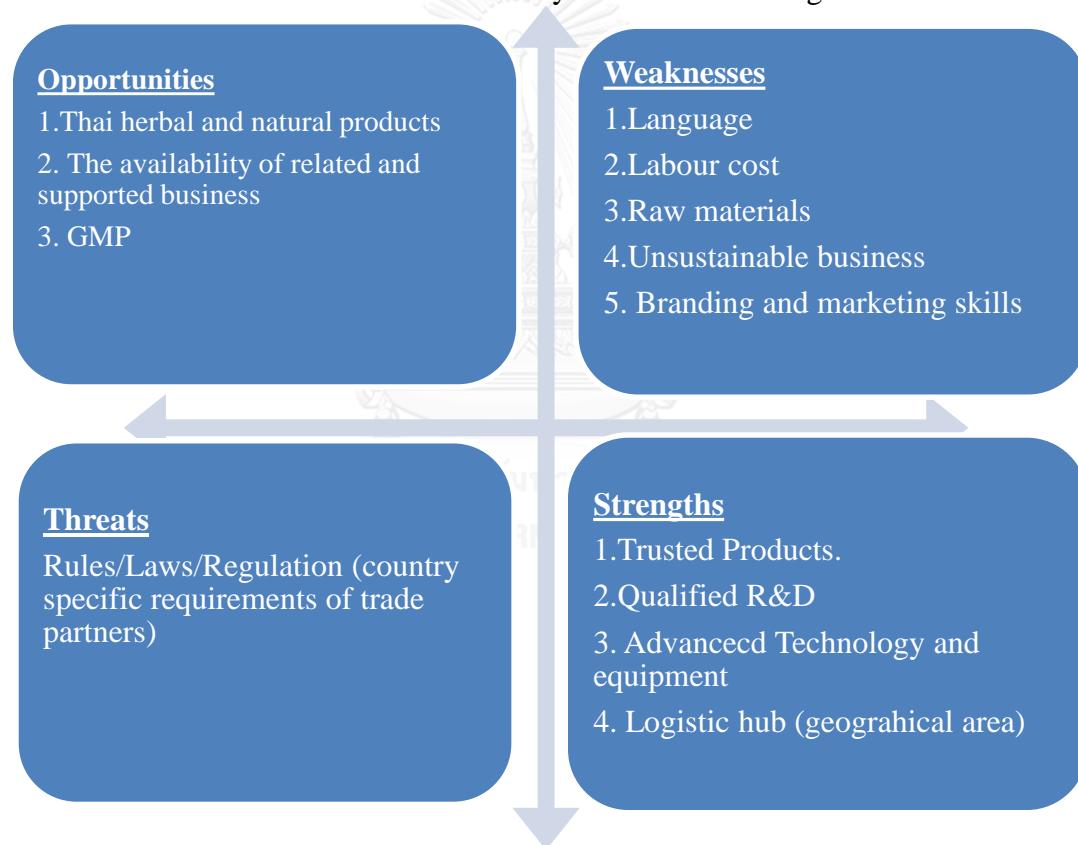 Opportunities
1.Thai herbal and natural products
2. The availability of related and
supported business
3. GMP
Weaknesses
1.Language
2.Labour cost
3.Raw materials
4.Unsustainable business
5. Branding and marketing skills
Threats
Rules/Laws/Regulation (country
specific requirements of trade
partners)
Strengths
1.Trusted Products.
2.Qualified R&D
3. Advancecd Technology and
equipment
4. Logistic hub (geograhical area)